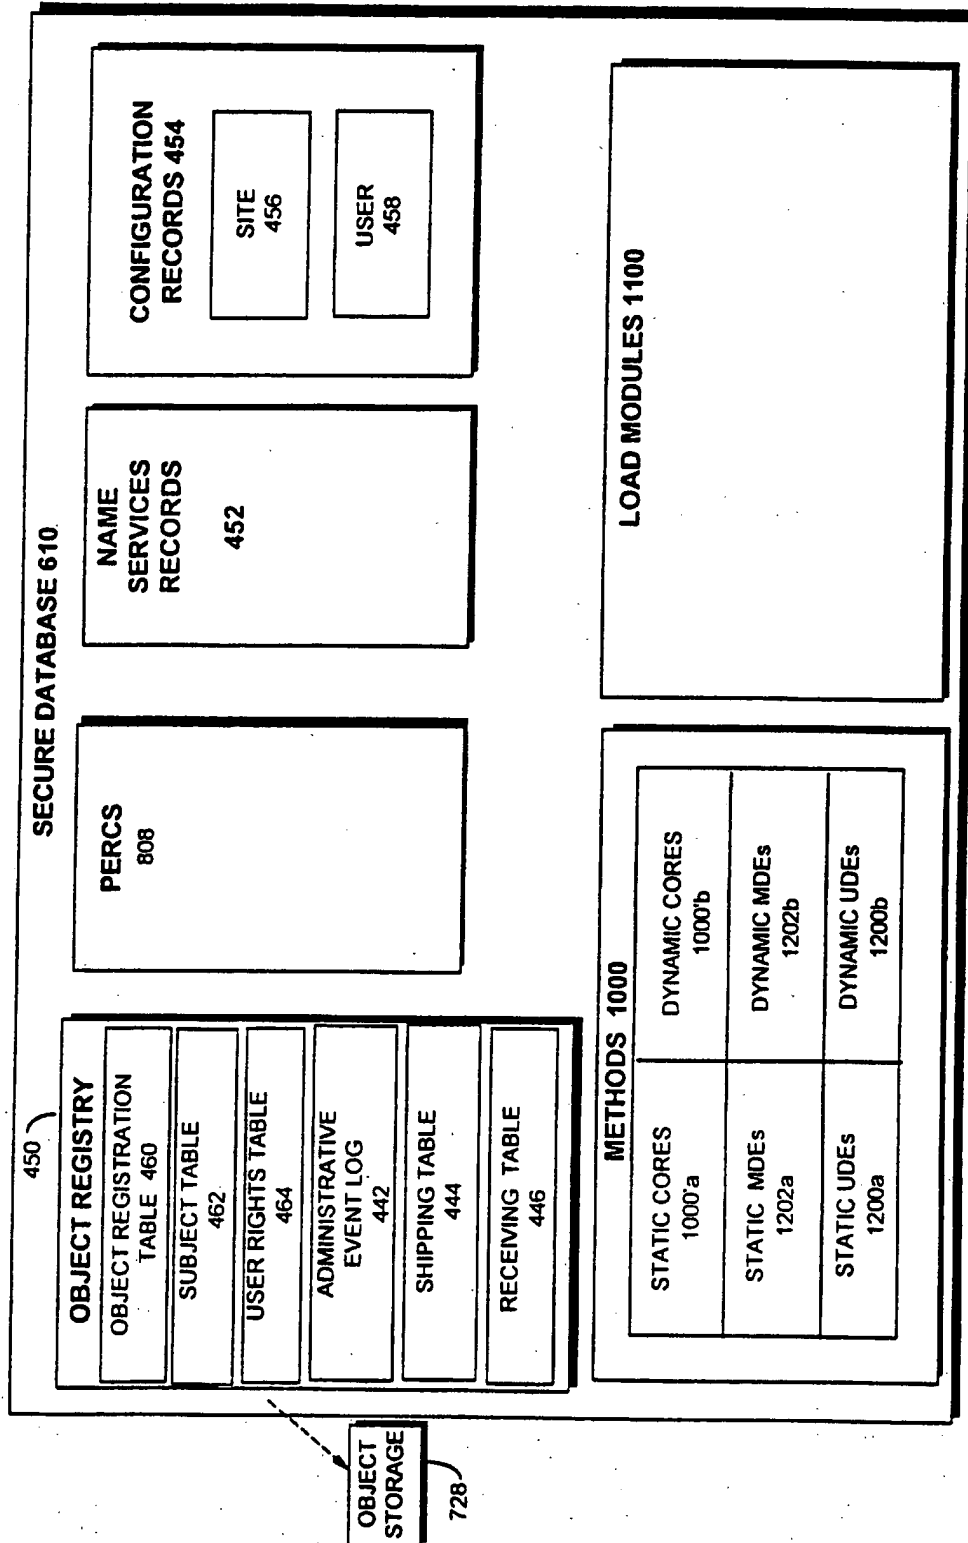 SECURE DATABASE 610
450
OBJECT REGISTRY
OBJECT REGISTRATION
TABLE 460
SUBJECT TABLE
462
USER RIGHTS TABLE
464
ADMINISTRATIVE
EVENT LOG
442
SHIPPING TABLE
444
RECEIVING TABLE
446
OBJECT
STORAGE
728
PERCS
808
NAME
SERVICES
RECORDS
452
CONFIGURATION
RECORDS 454
SITE
456
USER
458
METHODS 1000
STATIC CORES
1000'a
DYNAMIC CORES
1000'b
STATIC MDEs
1202a
DYNAMIC MDEs
1202b
STATIC UDEs
1200a
DYNAMIC UDEs
1200b
LOAD MODULES 1100